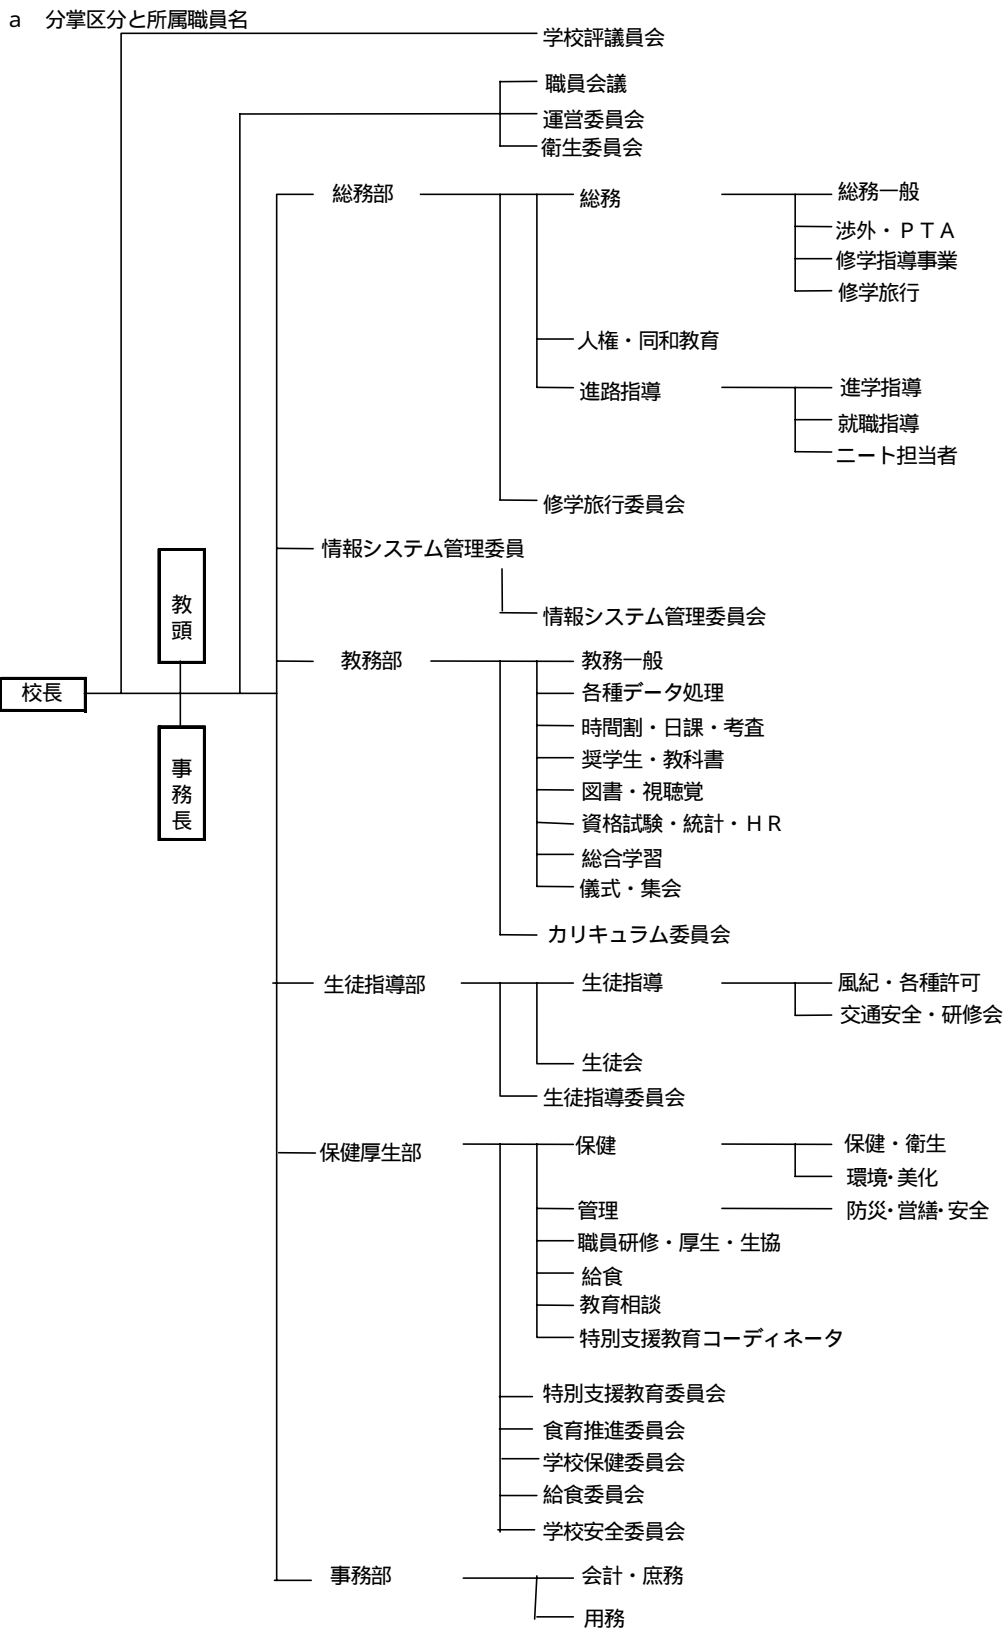 a 分掌区分と所属職員名
学校評議員会
職員会議
運営委員会
衛生委員会
総務部
総務
総務一般
渉外・ＰＴＡ
修学指導事業
修学旅行
人権・同和教育
進路指導
進学指導
就職指導
ニート担当者
修学旅行委員会
情報システム管理委員
情報システム管理委員会
教頭
校長
事務長
教務部
教務一般
各種データ処理
時間割・日課・考査
奨学生・教科書
図書・視聴覚
資格試験・統計・ＨＲ
総合学習
儀式・集会
カリキュラム委員会
生徒指導部
生徒指導
風紀・各種許可
交通安全・研修会
生徒会
生徒指導委員会
保健厚生部
保健
保健・衛生
環境・美化
管理
防災・営繕・安全
職員研修・厚生・生協
給食
教育相談
特別支援教育コーディネータ
特別支援教育委員会
食育推進委員会
学校保健委員会
給食委員会
学校安全委員会
事務部
会計・庶務
用務